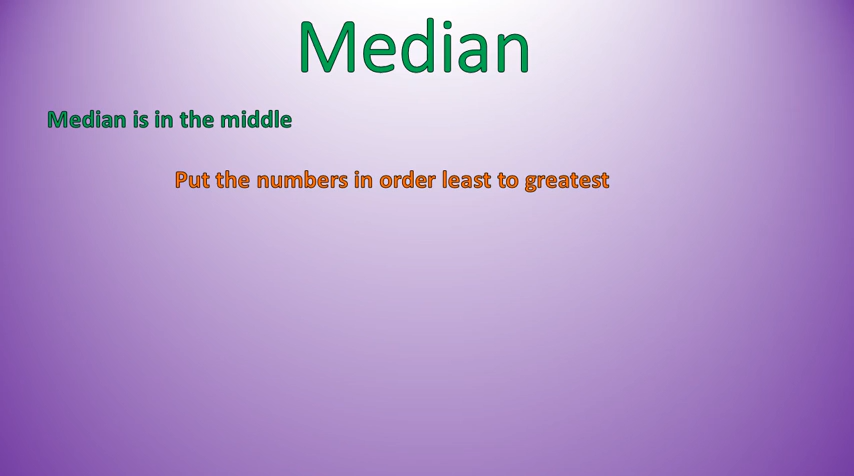 Median
Median is in the middle
Put the numbers in order least to greatest